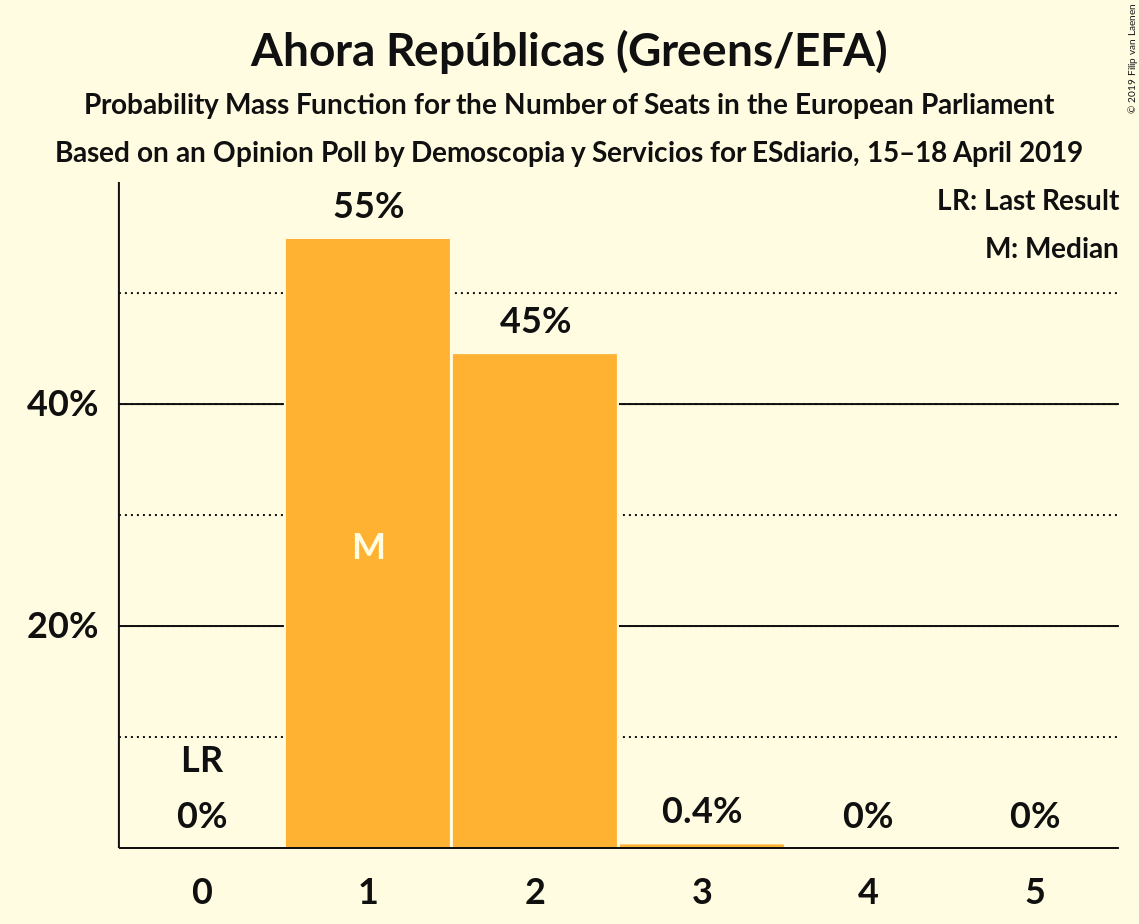 Ahora Repúblicas (Greens/EFA)
Probability Mass Function for the Number of Seats in the European Parliament
Based on an Opinion Poll by Demoscopia y Servicios for ESdiario, 15–18 April 2019
© 2019 Filip van Laenen
LR: Last Result
M: Median
55%
45%
40%
M
20%
LR
0%
0.4%
0%
0%
0 1 2 3 4 5